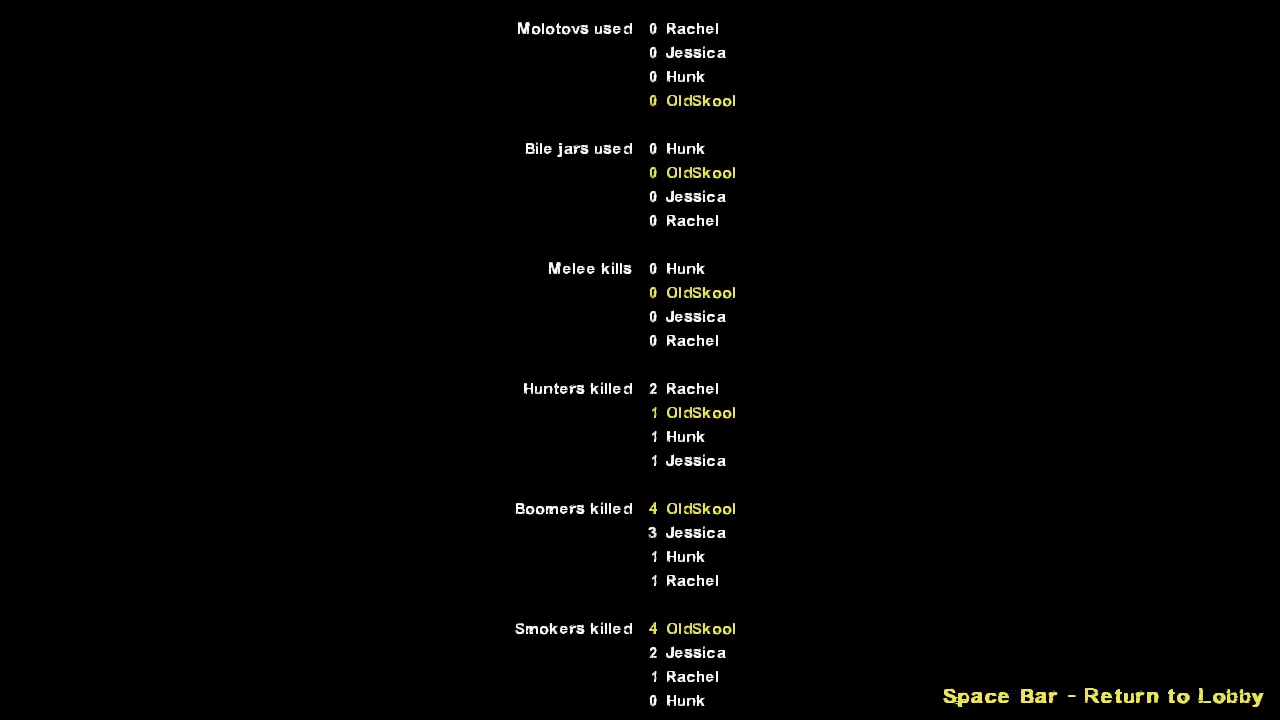 Molotovs used 0 Rachel
0 Jessica
0 Hunk
0 OldSkool
Bile jars used 0 Hunk
0 OldSkool
0 Jessica
0 Rachel
Melee kills 0 Hunk
0 OldSkool
0 Jessica
0 Rachel
Hunters killed 2 Rachel
1 OldSkool
1 Hunk
1 Jessica
Boomers killed 4 OldSkool
3 Jessica
1 Hunk
1 Rachel
Smokers killed 4 OldSkool
2 Jessica
1 Rachel
0 Hunk
Space Bar - Return to Lobby